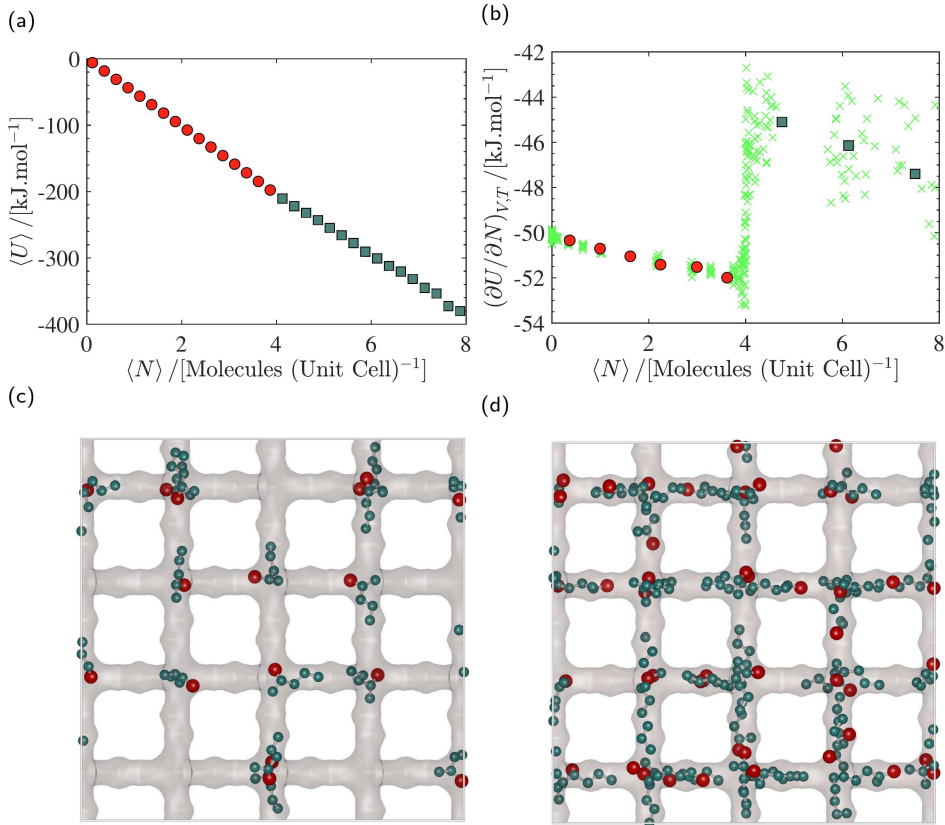 (a)
0
-100
-200
-300
-400
⟨U⟩ /[kJ.mol⁻¹]
0
2
4
6
8
⟨N⟩ /[Molecules (Unit Cell)⁻¹]
(b)
-42
-44
-46
-48
-50
-52
-54
(∂U/∂N)_{V,T} /[kJ.mol⁻¹]
0
2
4
6
8
⟨N⟩ /[Molecules (Unit Cell)⁻¹]
(c)
(d)